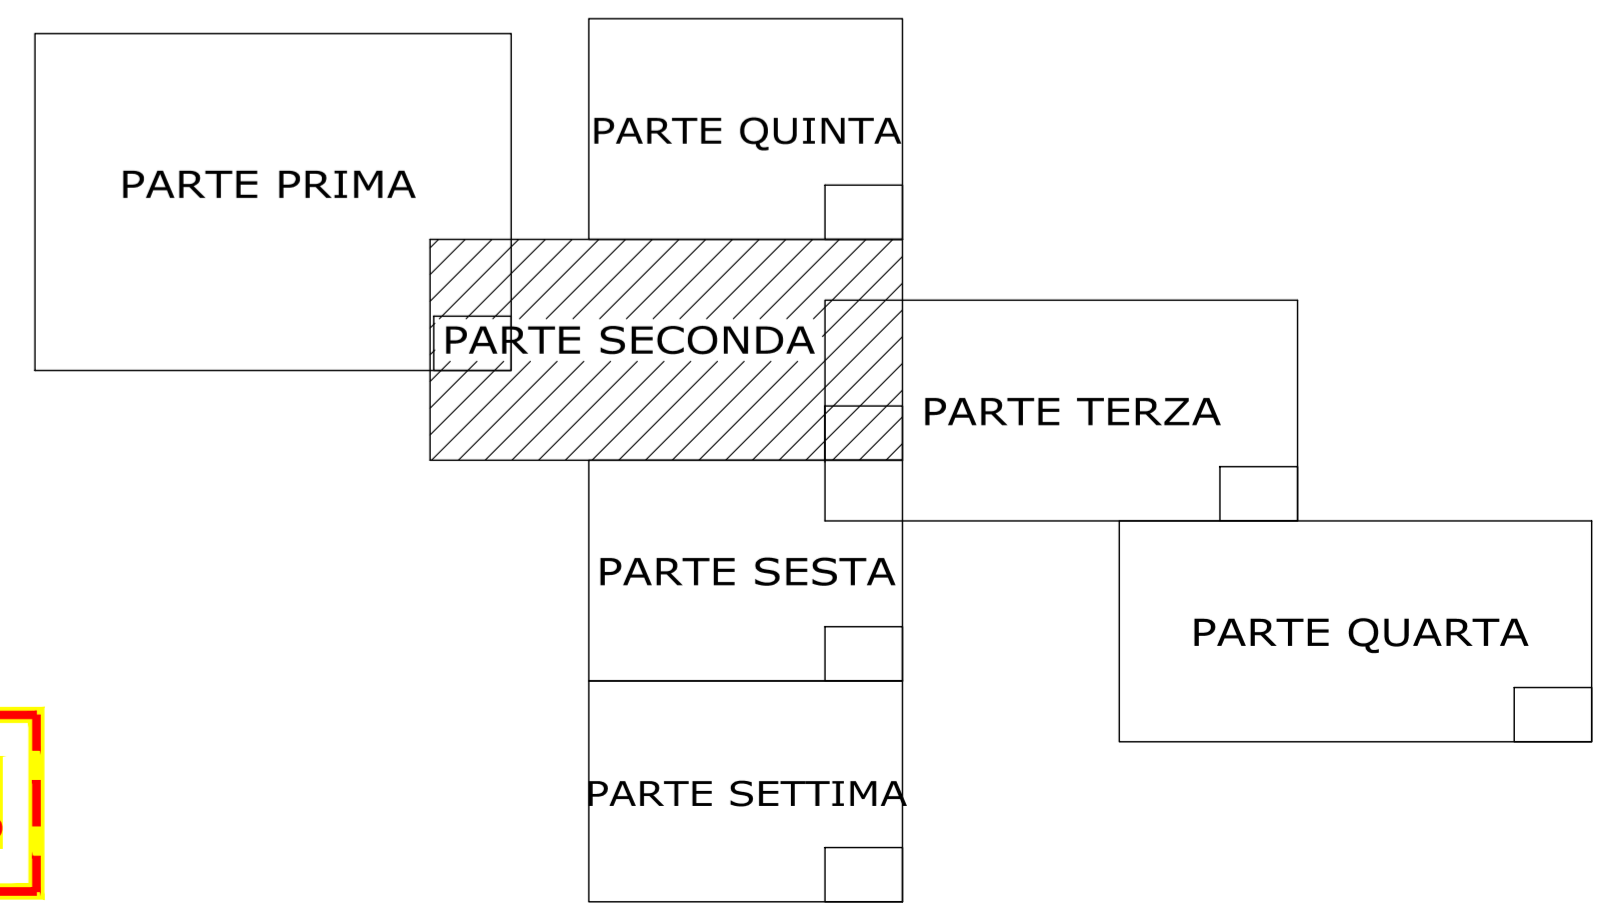 PARTE QUINTA
PARTE PRIMA
PARTE SECONDA
PARTE TERZA
PARTE SESTA
PARTE QUARTA
PARTE SETTIMA